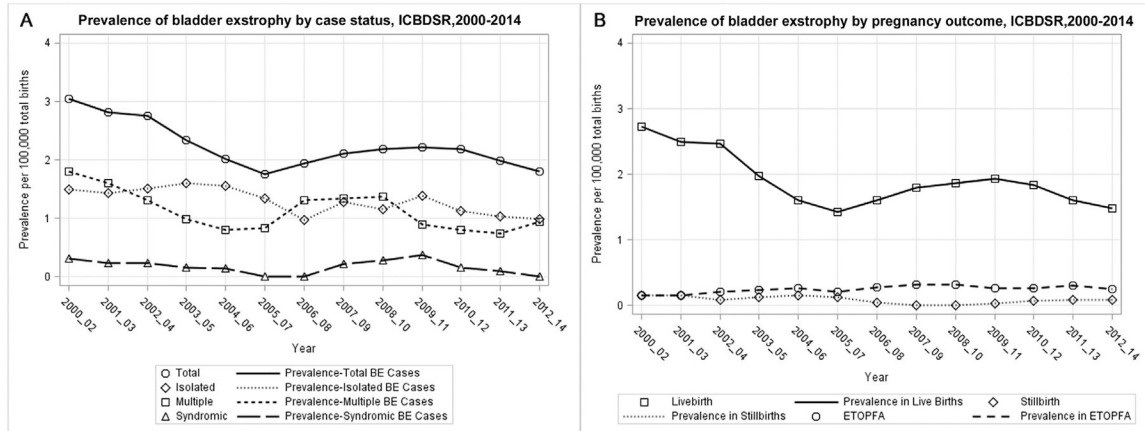 A
Prevalence of bladder exstrophy by case status, ICBDSR,2000-2014
Prevalence per 100,000 total births
4
3
2
1
0
2000_02
2001_03
2002_04
2003_05
2004_06
2005_07
2006_08
2007_09
2008_10
2009_11
2010_12
2011_13
2012_14
Year
Total Prevalence-Total BE Cases
Isolated Prevalence-Isolated BE Cases
Multiple Prevalence-Multiple BE Cases
Syndromic Prevalence-Syndromic BE Cases
B
Prevalence of bladder exstrophy by pregnancy outcome, ICBDSR,2000-2014
Prevalence per 100,000 total births
4
3
2
1
0
2000_02
2001_03
2002_04
2003_05
2004_06
2005_07
2006_08
2007_09
2008_10
2009_11
2010_12
2011_13
2012_14
Year
Livebirth Prevalence in Live Births Stillbirth
Prevalence in Stillbirths ETOPFA Prevalence in ETOPFA